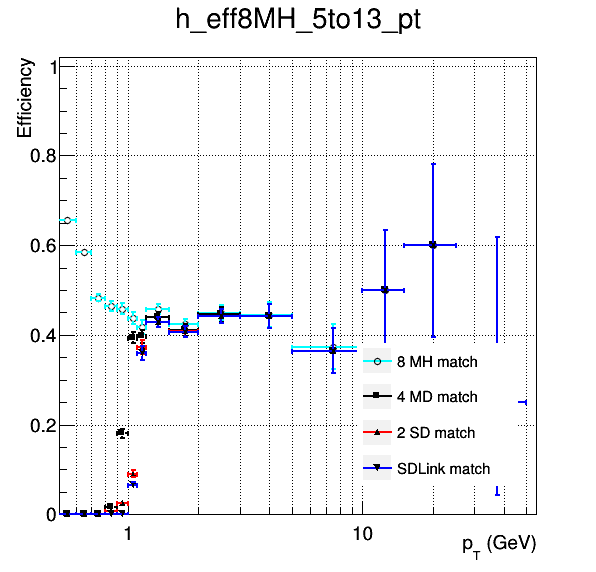 h_eff8MH_5to13_pt
Efficiency
1
0.8
0.6
0.4
0.2
0
8 MH match
4 MD match
2 SD match
SDLink match
1
10
p_T (GeV)